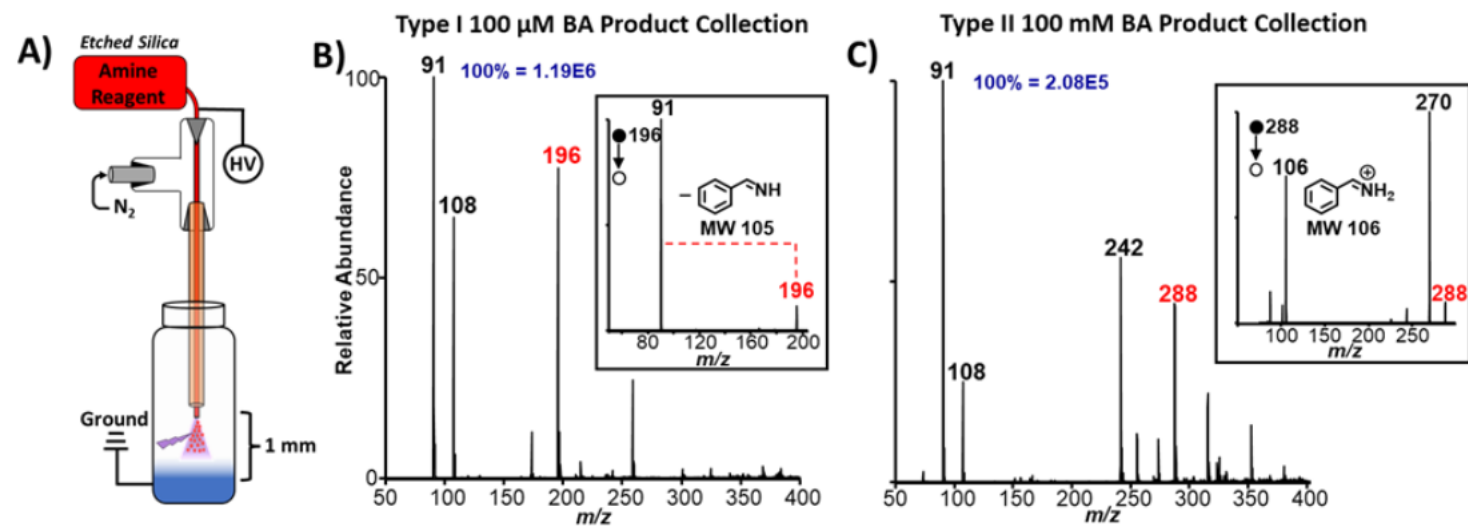 A)
Etched Silica
Amine
Reagent
HV
N2
Ground
1 mm
Type I 100 µM BA Product Collection
B)
100% = 1.19E6
Relative Abundance
100
50
0
91
108
196
50 100 150 200 250 300 350 400
m/z
91
196
– NH
MW 105
196
80 120 160 200
m/z
Type II 100 mM BA Product Collection
C)
100% = 2.08E5
91
108
242
288
50 100 150 200 250 300 350 400
m/z
270
288
106
⊕
NH2
MW 106
288
100 150 200 250
m/z